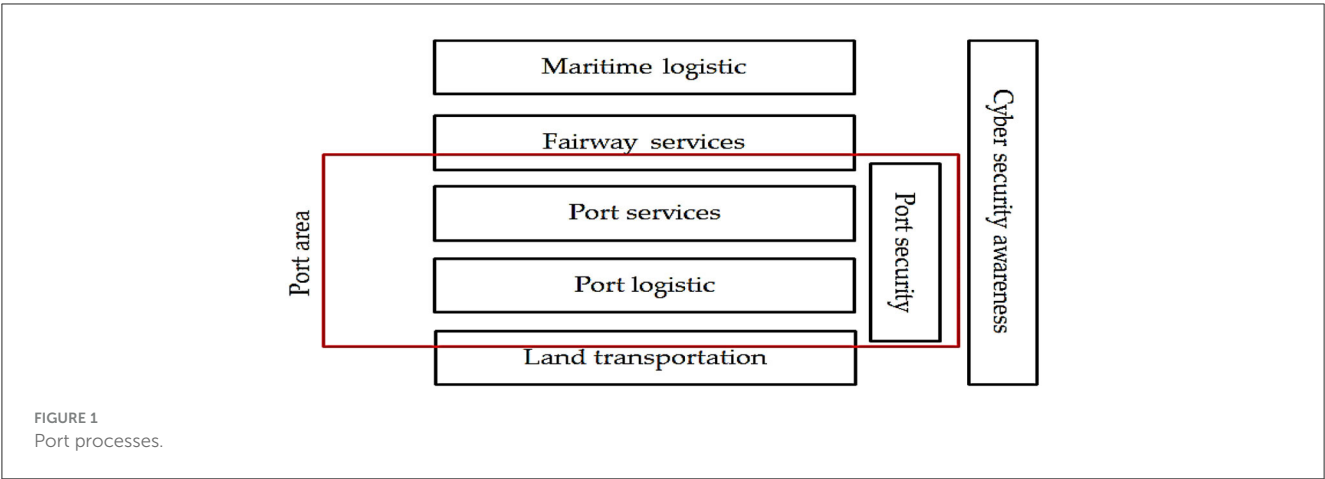 Maritime logistic
Fairway services
Port services
Port logistic
Land transportation
Port area
Port security
Cyber security awareness
FIGURE 1
Port processes.